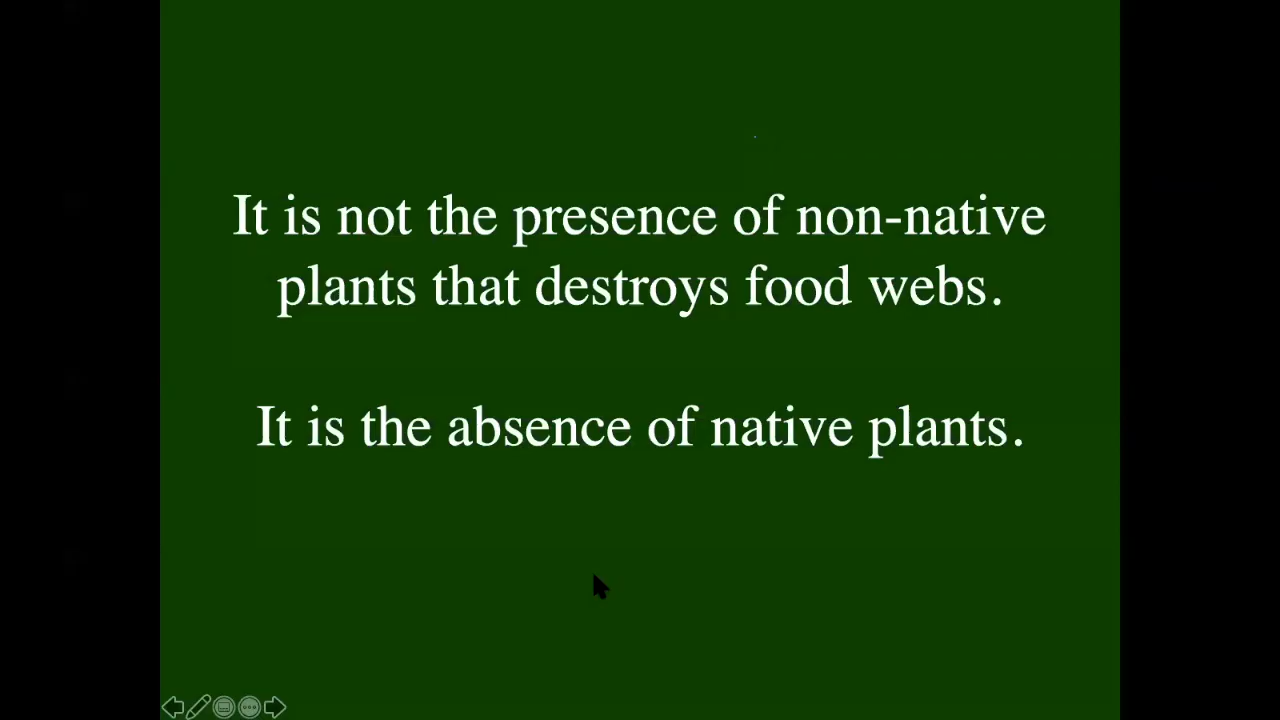 It is not the presence of non-native
plants that destroys food webs.
It is the absence of native plants.